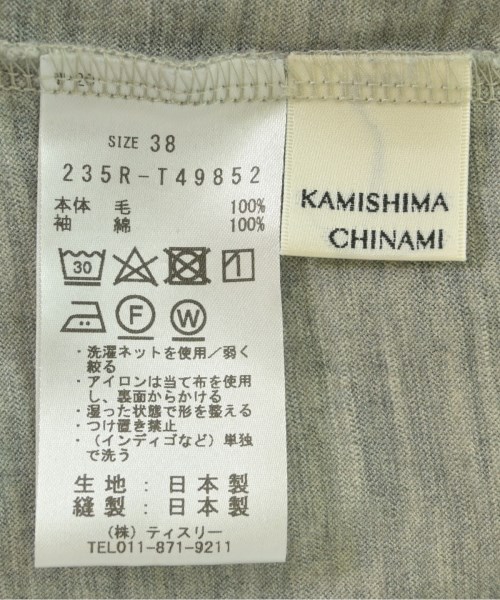 SIZE 38
235R-T49852
本体 毛 100%
袖 綿 100%
30
F
W
・洗濯ネットを使用/弱く
絞る
・アイロンは当て布を使用
し、裏面からかける
・湿った状態で形を整える
・つけ置き禁止
・(インディゴなど)単独
で洗う
生地:日本製
縫製:日本製
(株)ティスリー
TEL011-871-9211
KAMISHIMA
CHINAMI